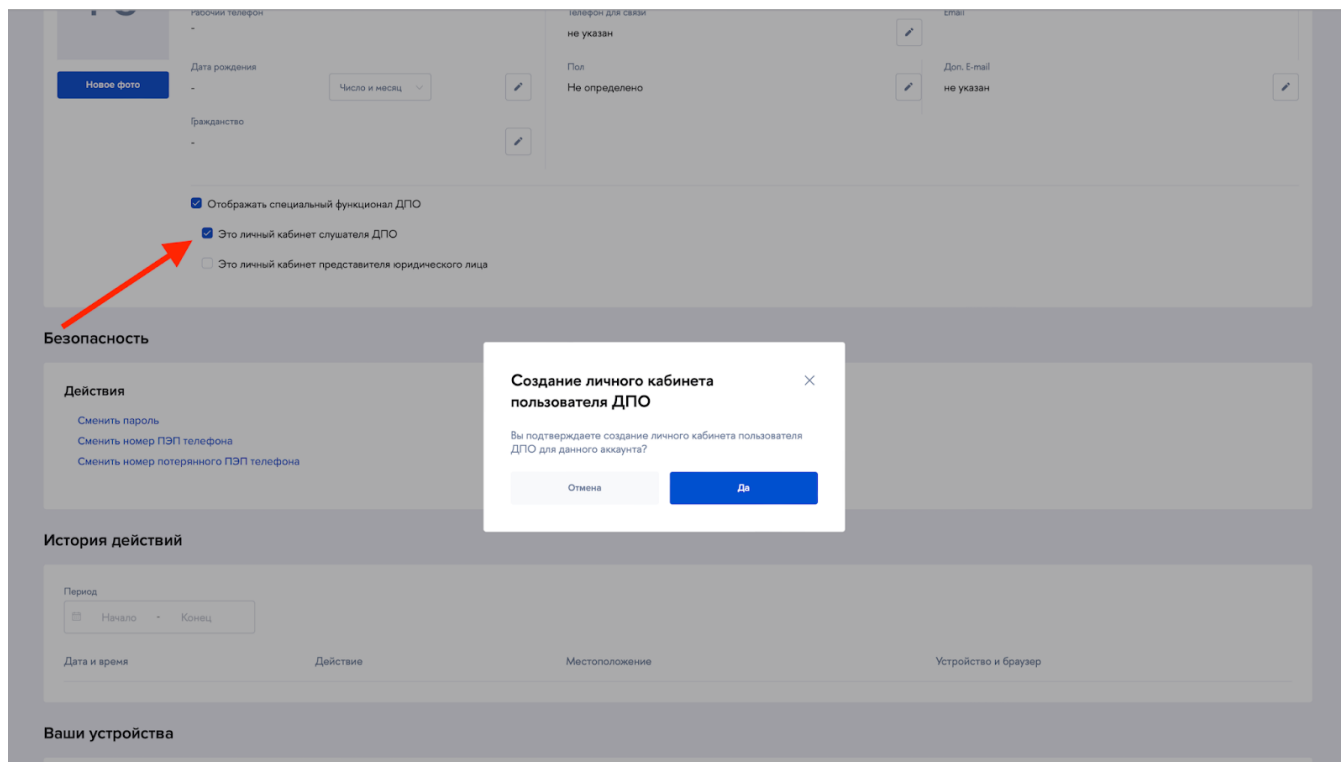 Рабочий телефон
-
Телефон для связи
не указан
Email
Новое фото
Дата рождения
-
Число и месяц
Пол
Не определено
Доп. E-mail
не указан
Гражданство
-
Отображать специальный функционал ДПО
Это личный кабинет слушателя ДПО
Это личный кабинет представителя юридического лица
Безопасность
Действия
Сменить пароль
Сменить номер ПЭП телефона
Сменить номер потерянного ПЭП телефона
Создание личного кабинета
пользователя ДПО
Вы подтверждаете создание личного кабинета пользователя
ДПО для данного аккаунта?
Отмена
Да
История действий
Период
Начало - Конец
Дата и время
Действие
Местоположение
Устройство и браузер
Ваши устройства